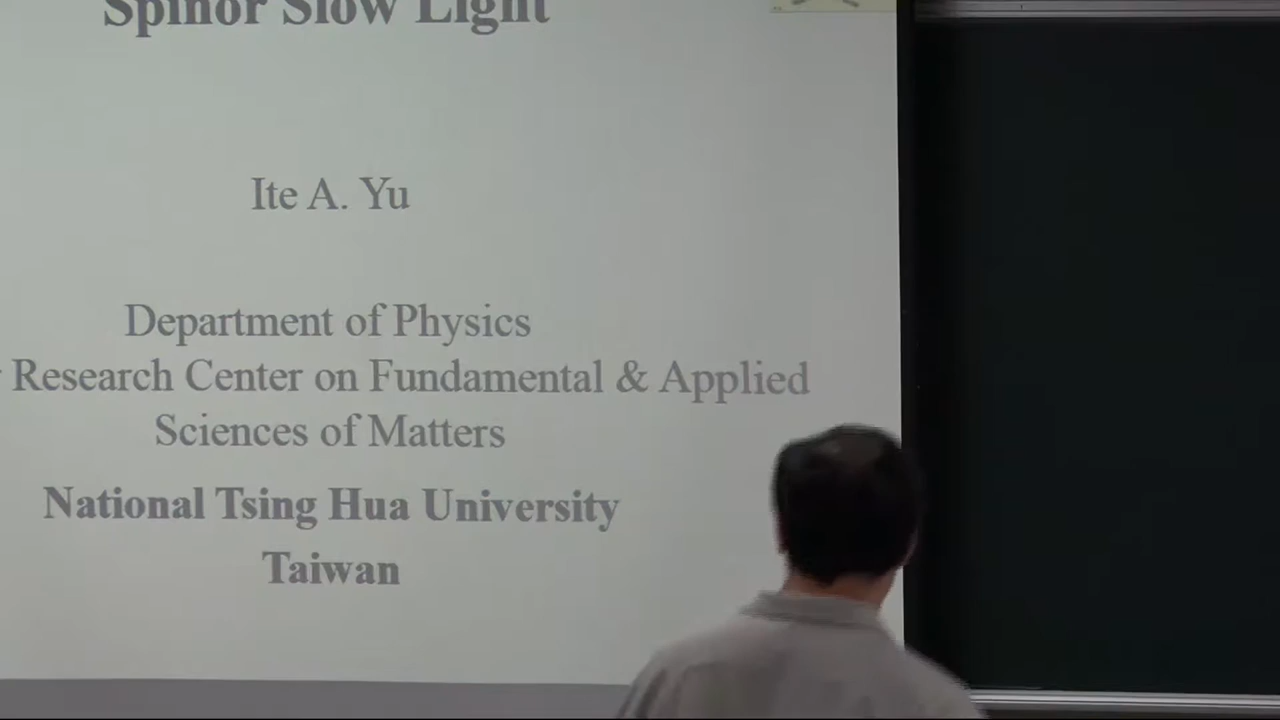 Spinor Slow Light
Ite A. Yu
Department of Physics
Research Center on Fundamental & Applied
Sciences of Matters
National Tsing Hua University
Taiwan